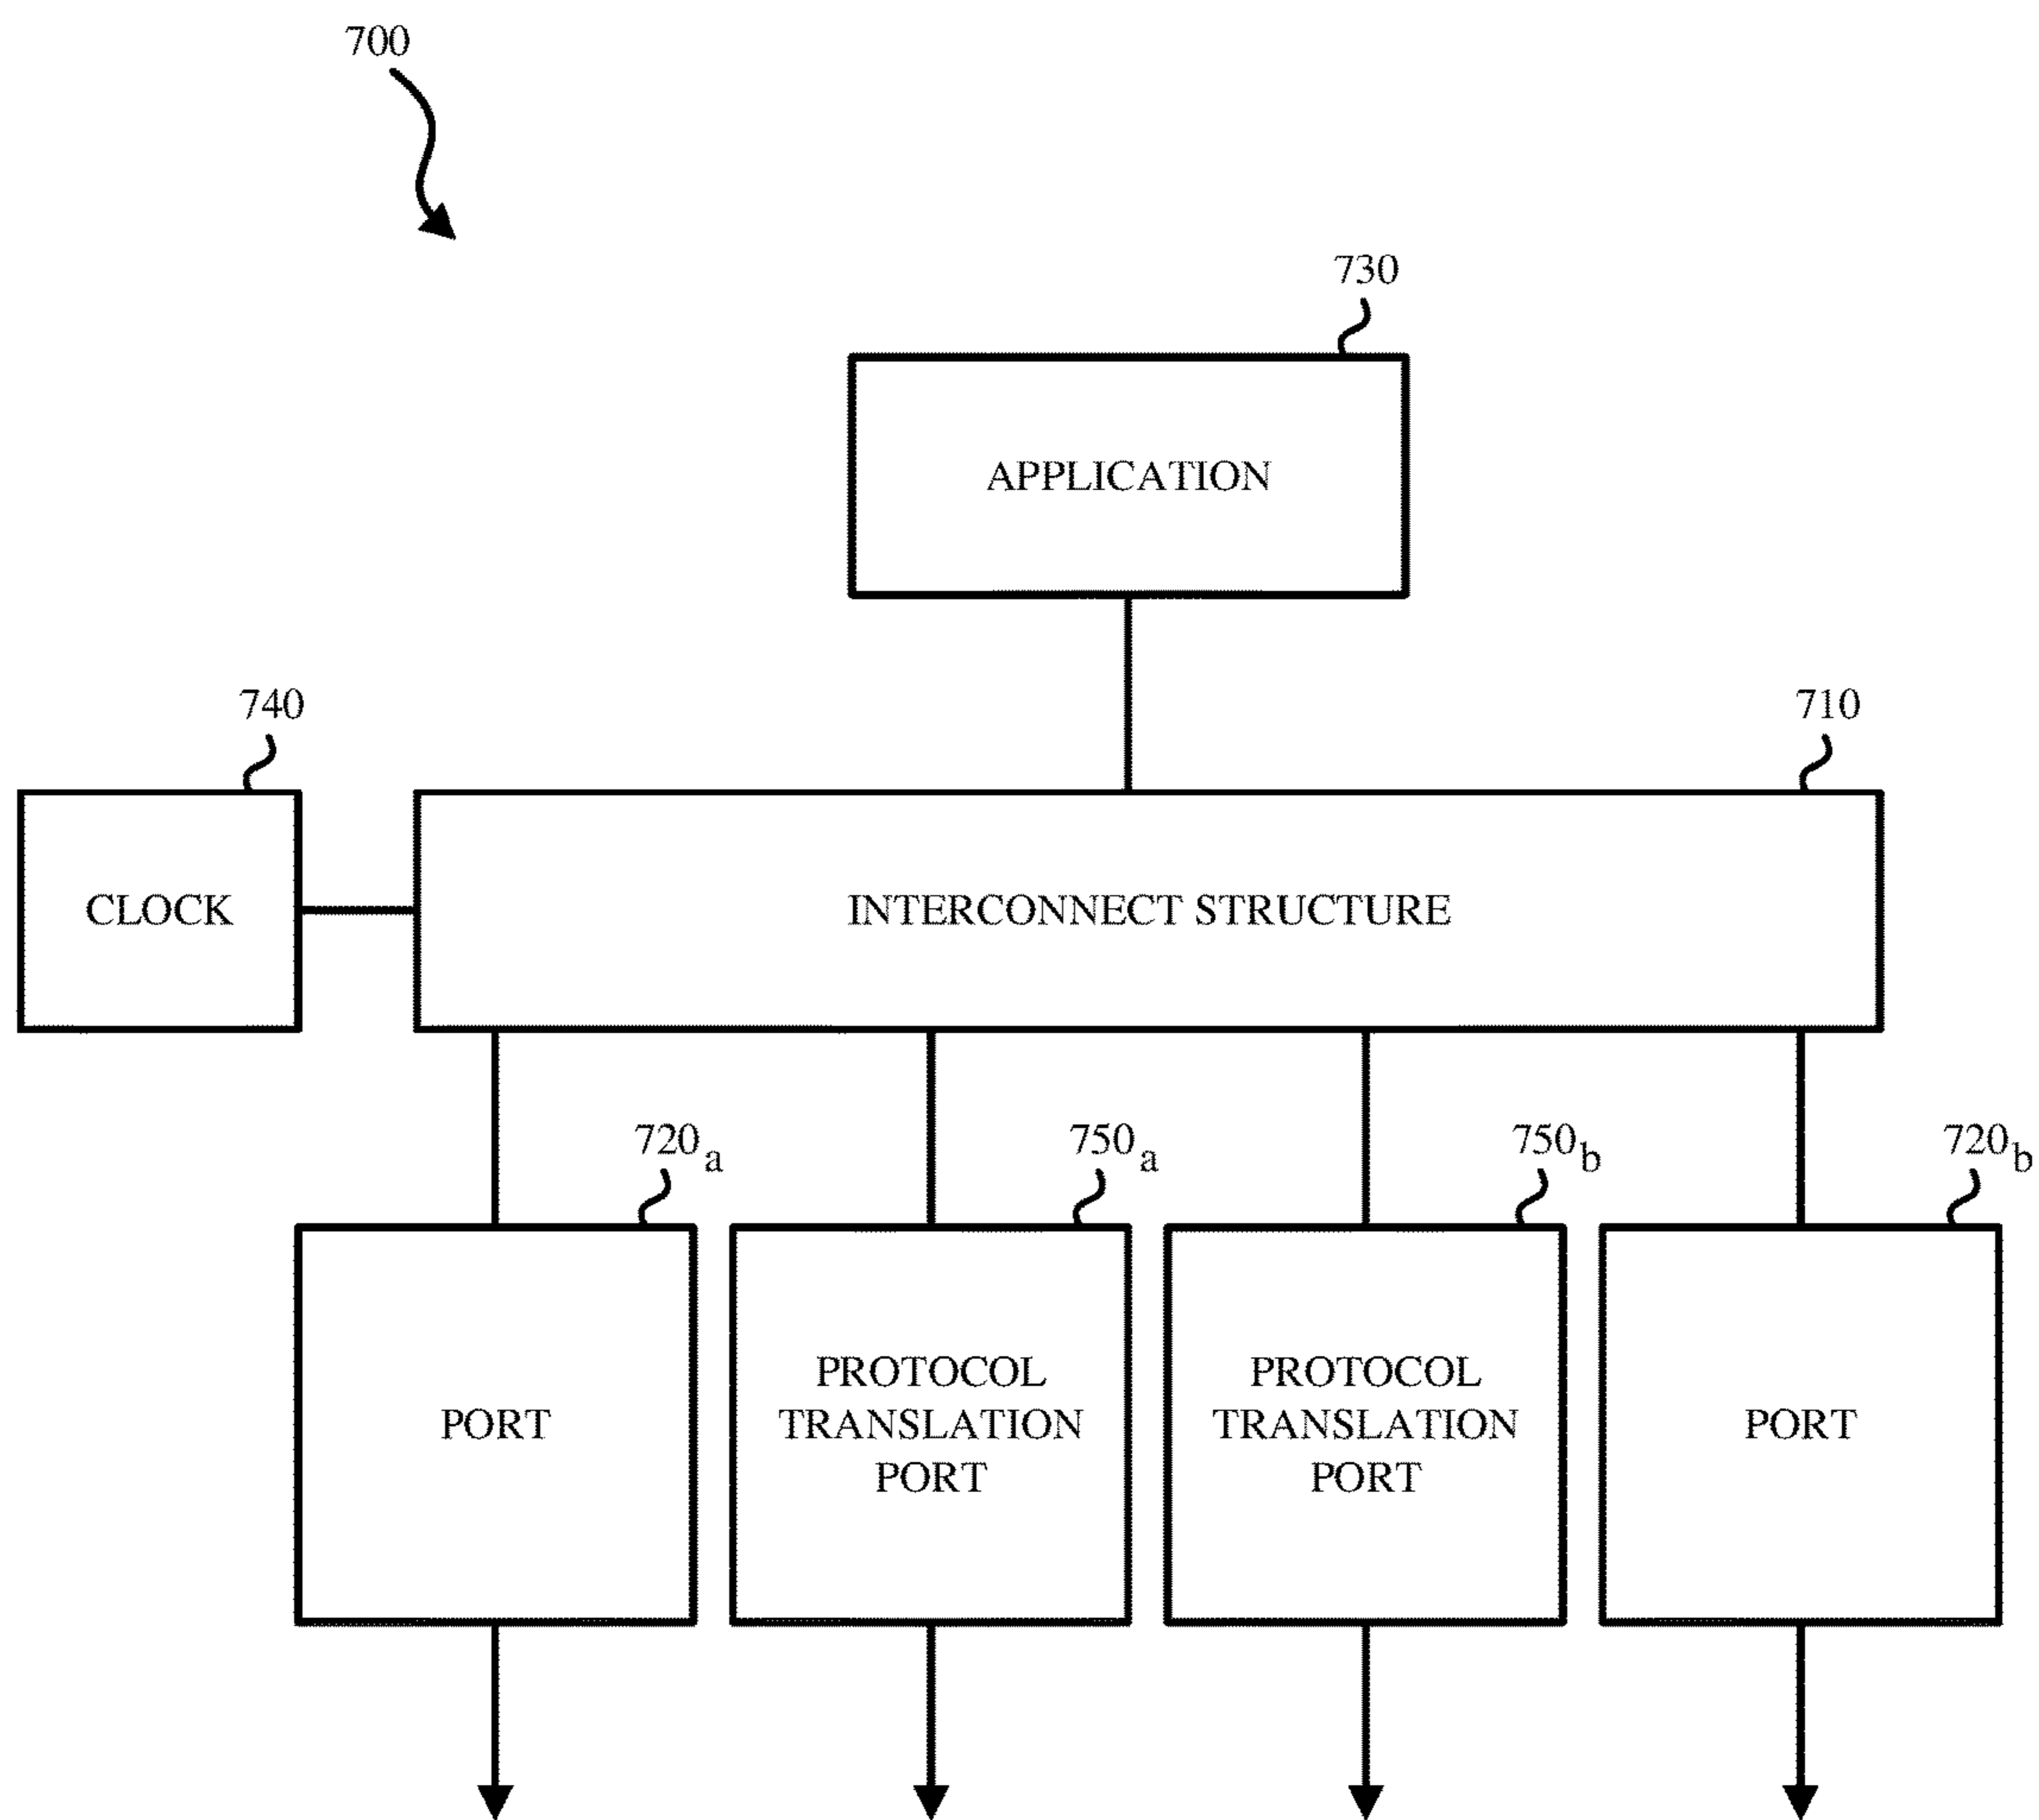 700
730
APPLICATION
740
710
CLOCK
INTERCONNECT STRUCTURE
720a
750a
750b
720b
PORT
PROTOCOL
TRANSLATION
PORT
PROTOCOL
TRANSLATION
PORT
PORT